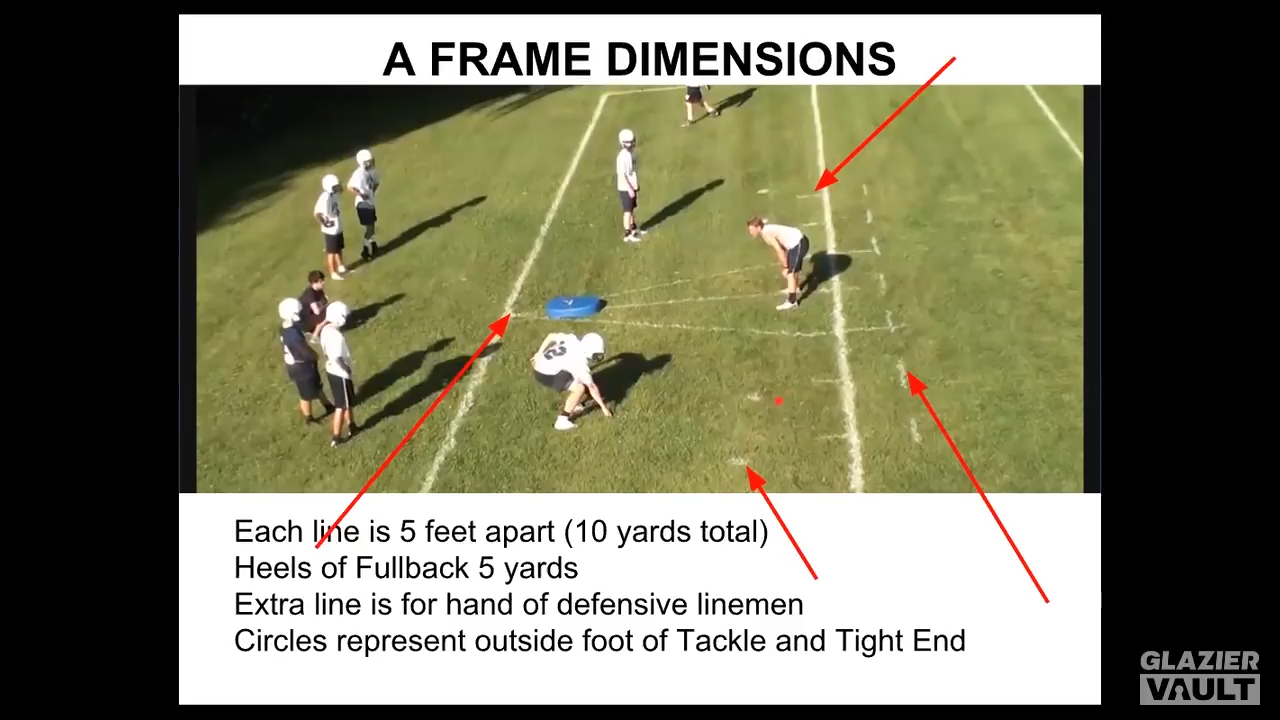 A FRAME DIMENSIONS
12
Each line is 5 feet apart (10 yards total)
Heels of Fullback 5 yards
Extra line is for hand of defensive linemen
Circles represent outside foot of Tackle and Tight End
GLAZIER
VAULT